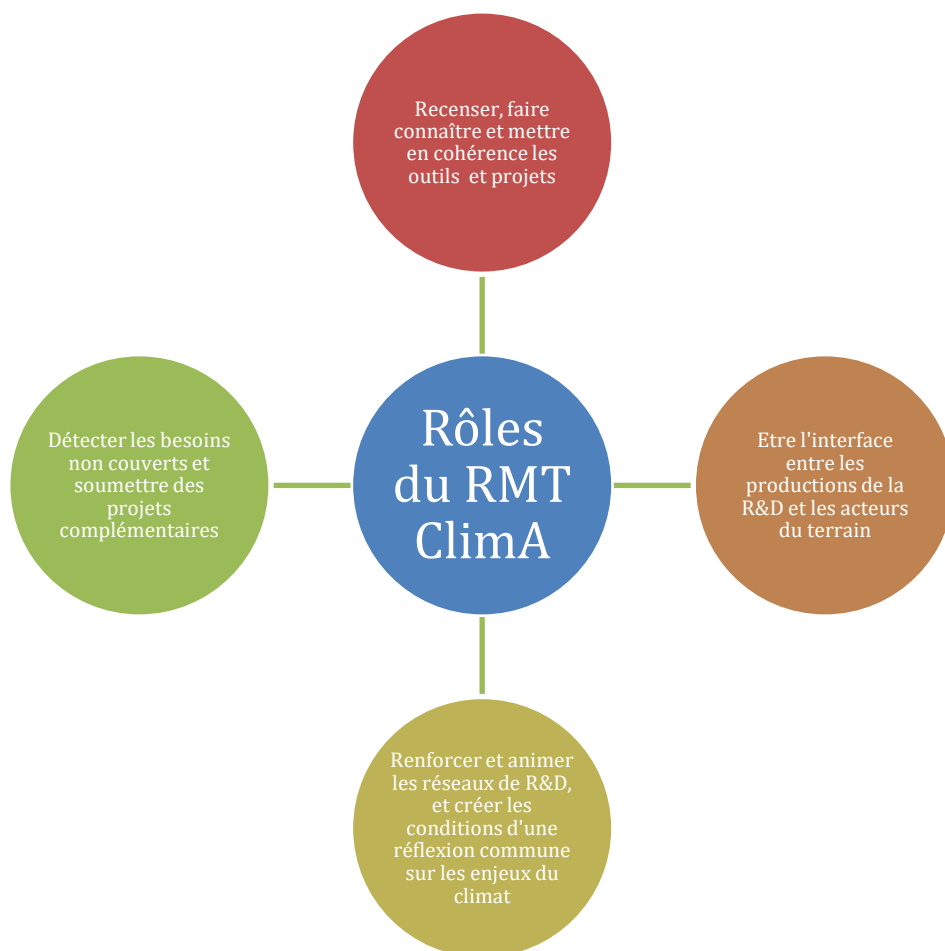 Recenser, faire
connaître et mettre
en cohérence les
outils et projets
Détecter les besoins
non couverts et
soumettre des
projets
complémentaires
Rôles
du RMT
ClimA
Etre l'interface
entre les
productions de la
R&D et les acteurs
du terrain
Renforcer et animer
les réseaux de R&D,
et créer les
conditions d'une
réflexion commune
sur les enjeux du
climat